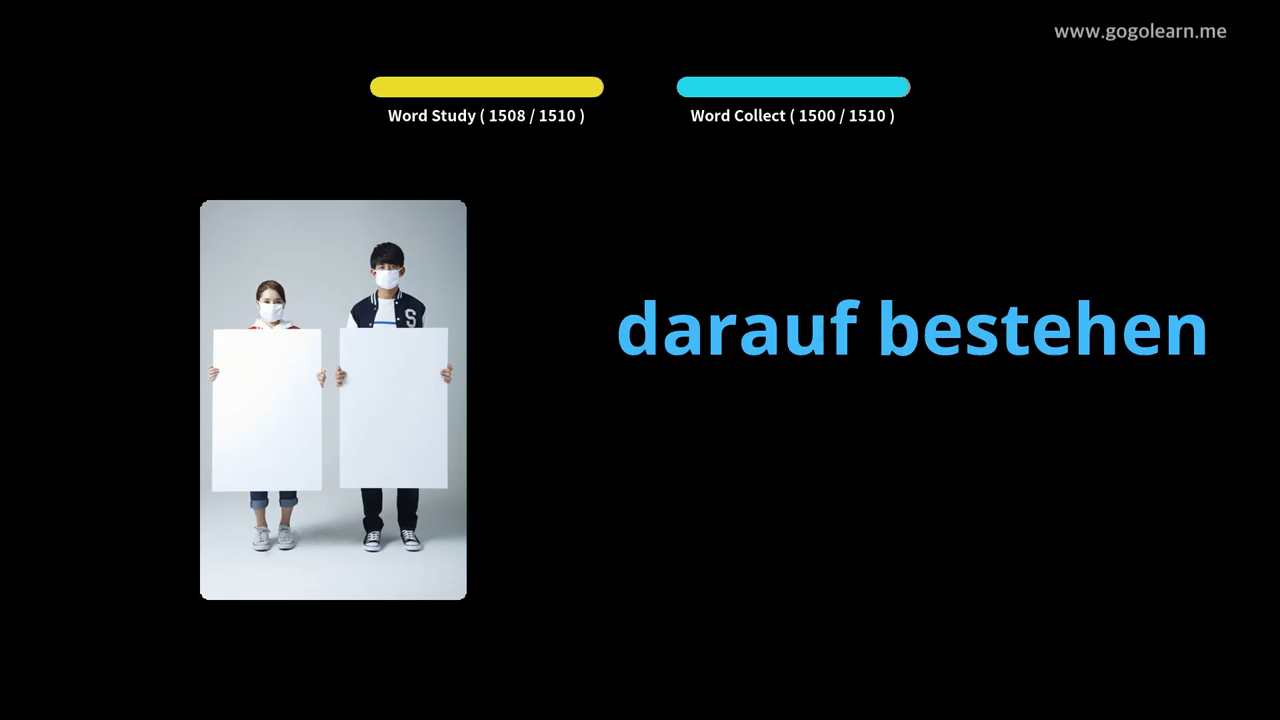 www.gogolearn.me
Word Study ( 1508 / 1510 )
Word Collect ( 1500 / 1510 )
S
darauf bestehen